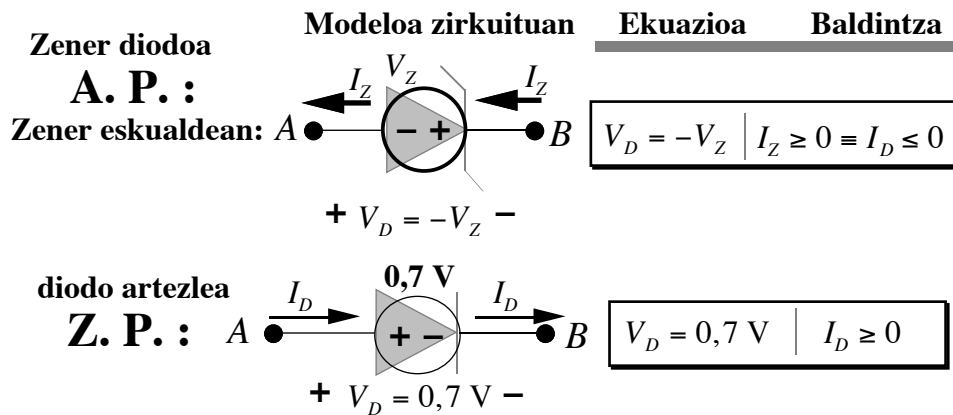 Modeloa zirkuituan Ekuazioa Baldintza
Zener diodoa
A. P. :
Zener eskualdean:
I_Z V_Z I_Z
A − + B
+ V_D = −V_Z −
V_D = −V_Z | I_Z ≥ 0 ≡ I_D ≤ 0
diodo artezlea
Z. P. :
0,7 V
I_D I_D
A + − B
+ V_D = 0,7 V −
V_D = 0,7 V | I_D ≥ 0